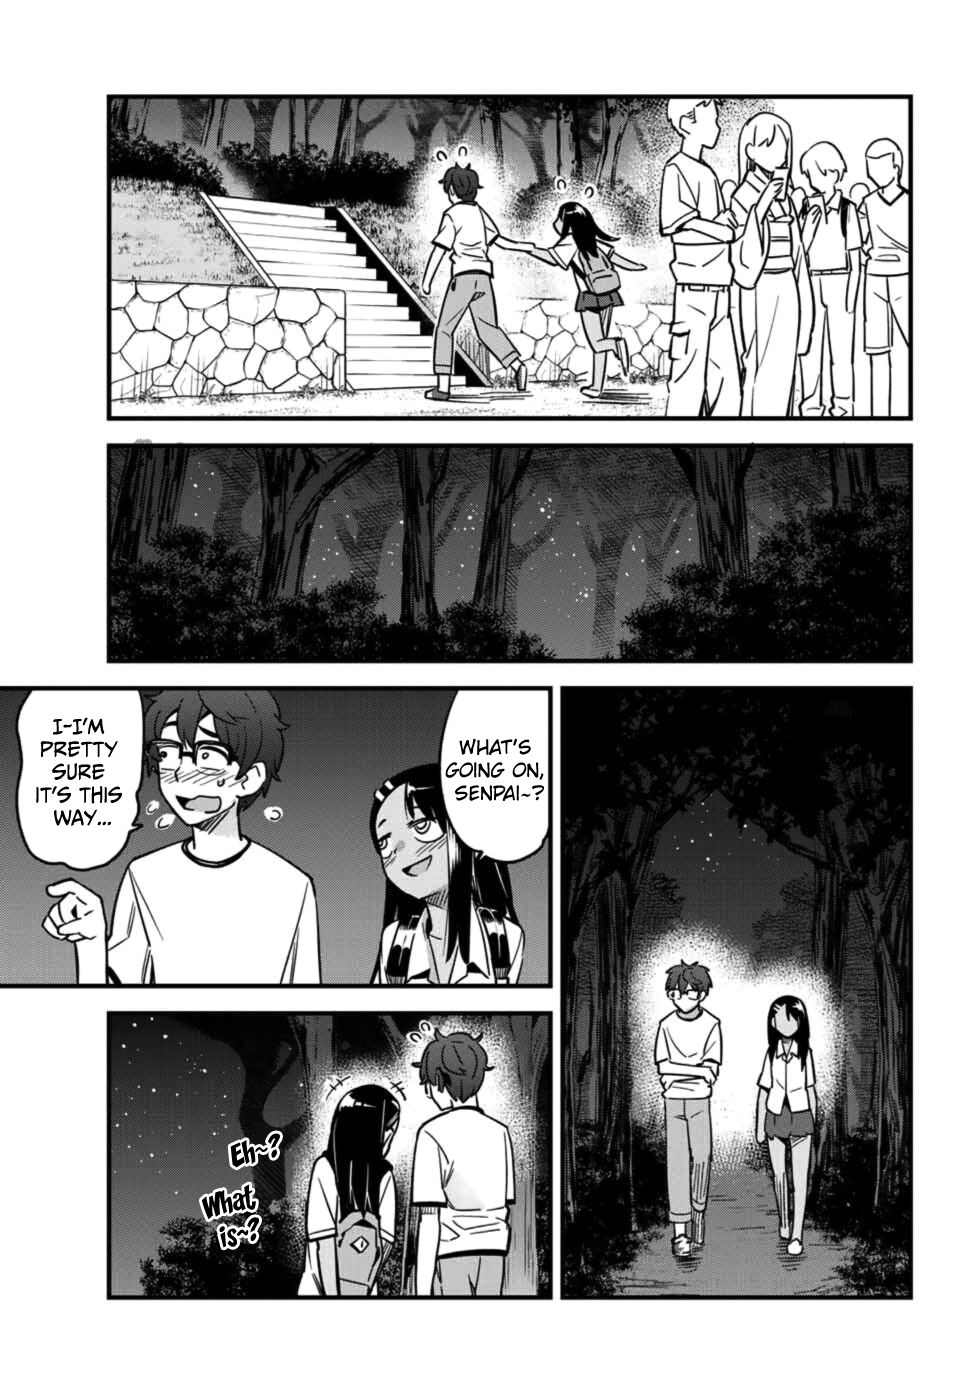 WHAT'S
GOING ON,
SENPAI~?
I-I'M
PRETTY
SURE
IT'S THIS
WAY...
Eh~?
What
is~?